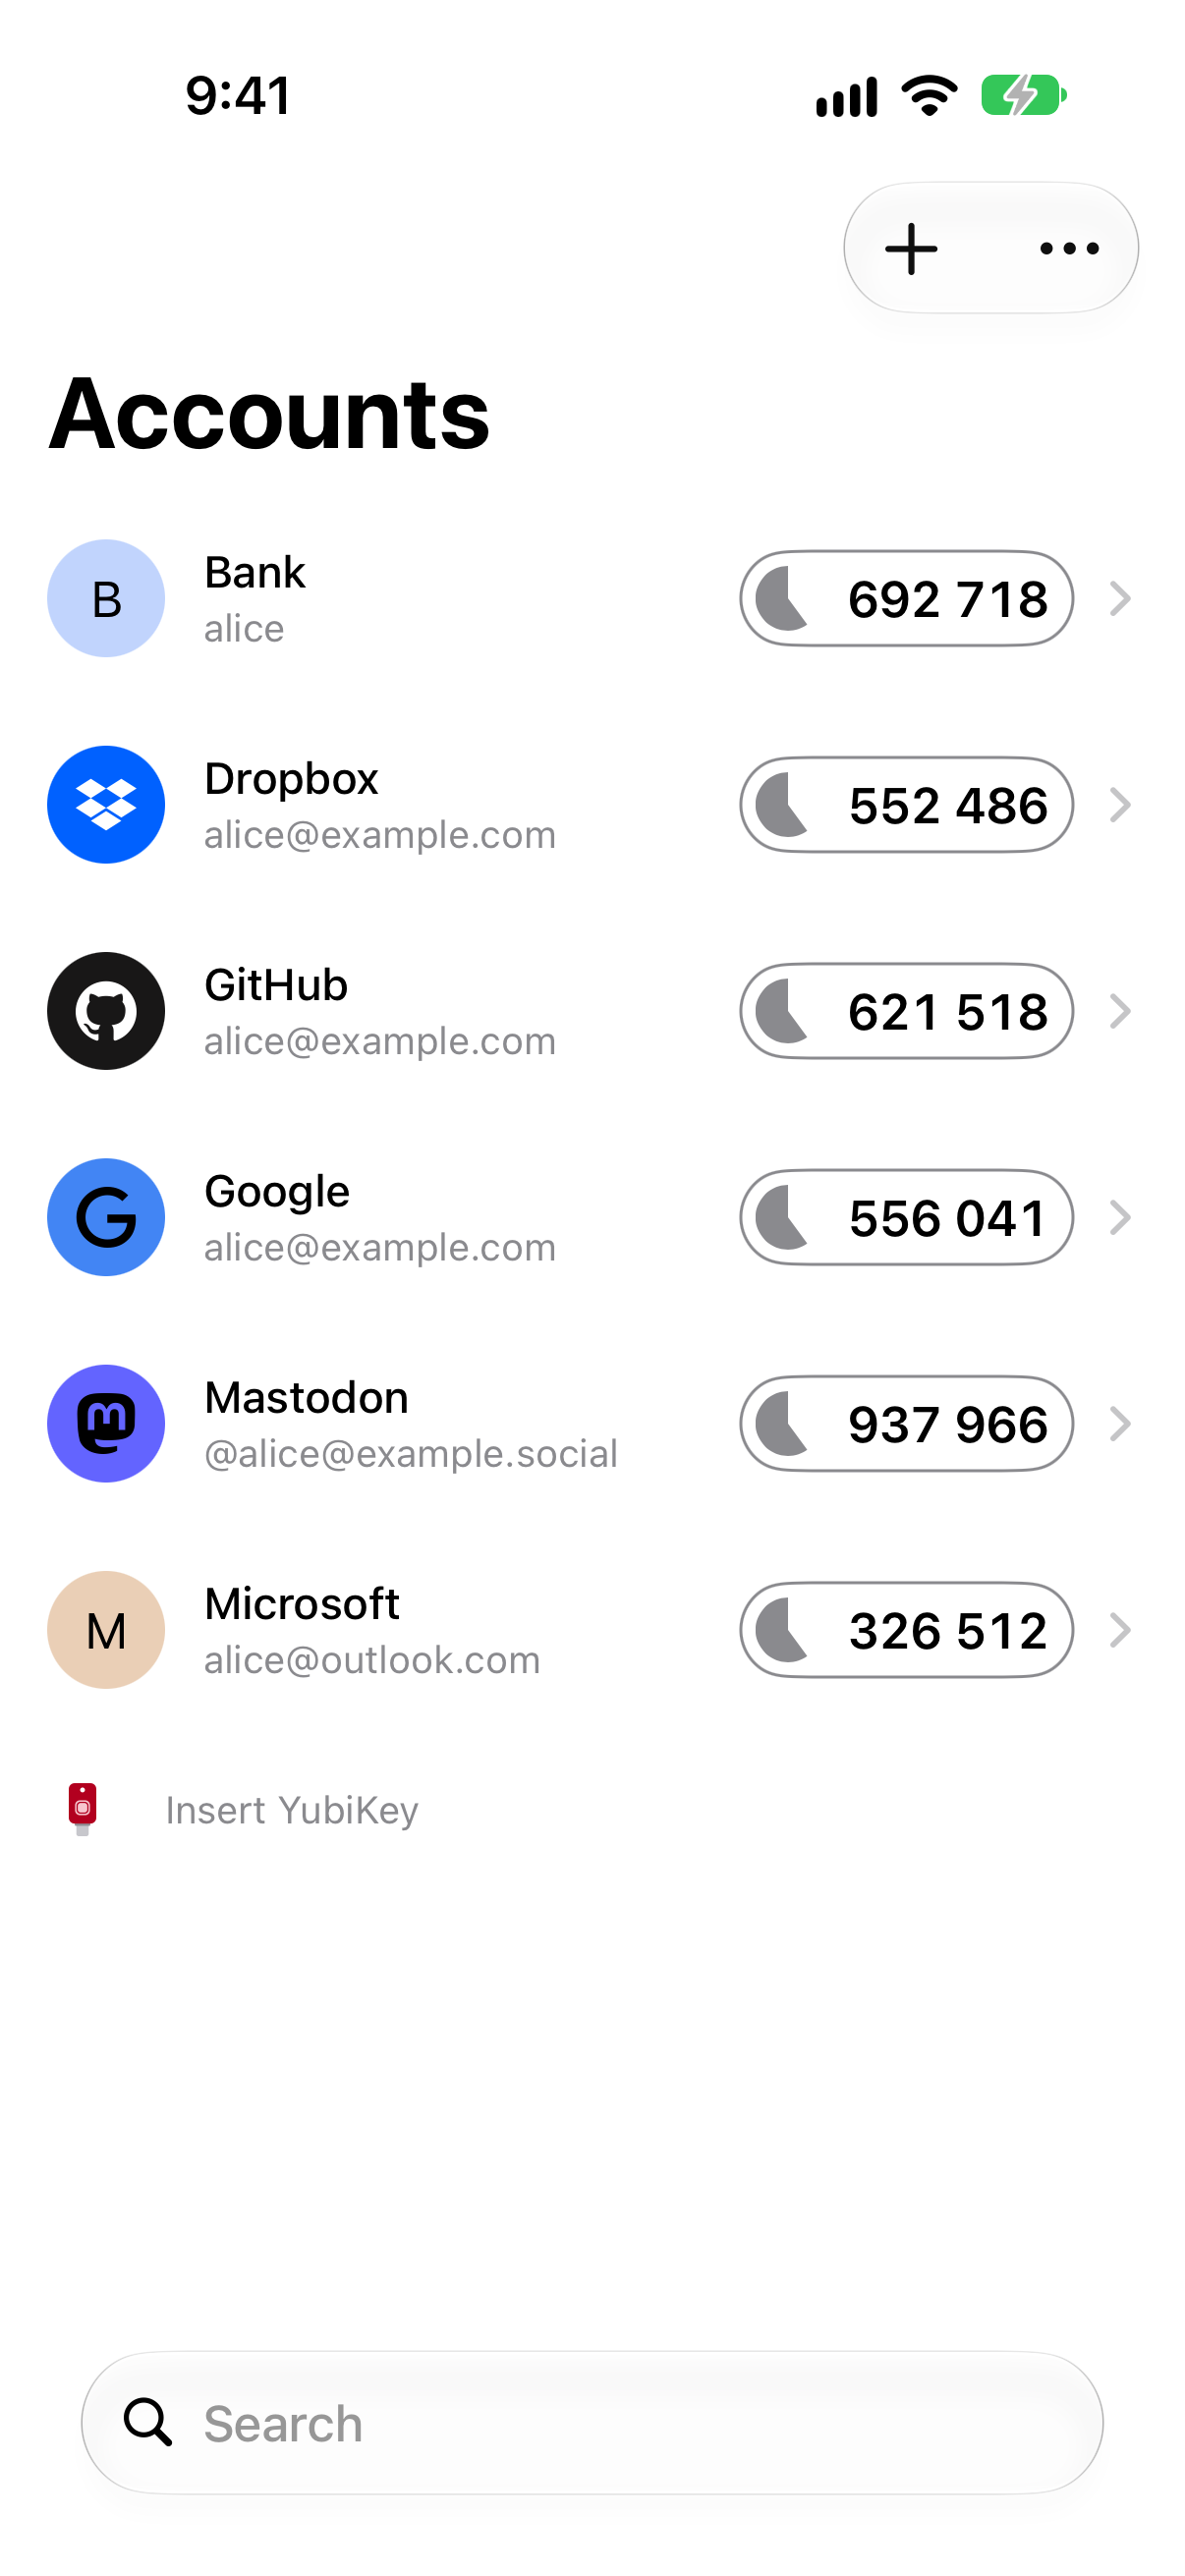 9:41
Accounts
B
Bank
alice
692 718
Dropbox
alice@example.com
552 486
GitHub
alice@example.com
621 518
G
Google
alice@example.com
556 041
m
Mastodon
@alice@example.social
937 966
M
Microsoft
alice@outlook.com
326 512
Insert YubiKey
Search